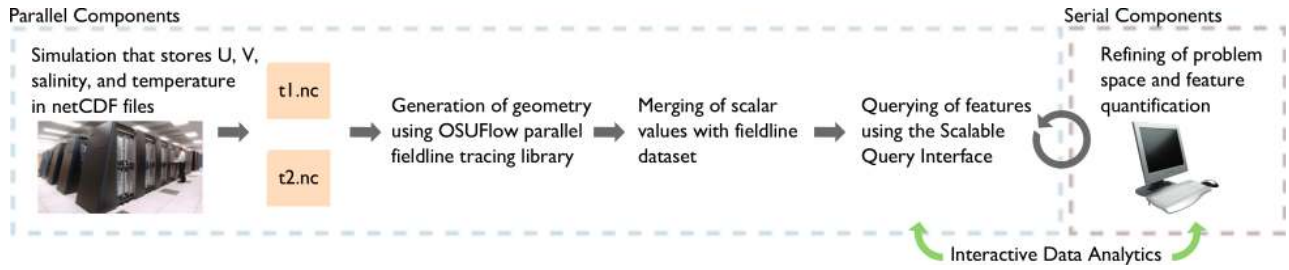 Parallel Components
Serial Components
Simulation that stores U, V,
salinity, and temperature
in netCDF files
t1.nc
t2.nc
Generation of geometry
using OSUFlow parallel
fieldline tracing library
Merging of scalar
values with fieldline
dataset
Querying of features
using the Scalable
Query Interface
Refining of problem
space and feature
quantification
Interactive Data Analytics